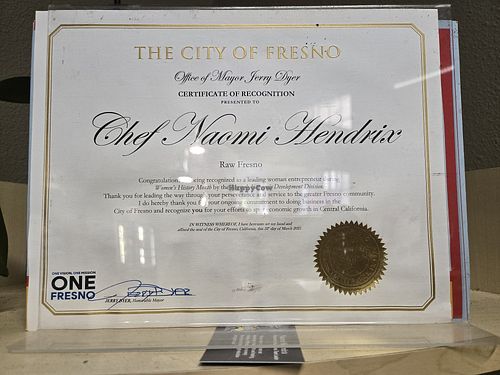 THE CITY OF FRESNO
Office of Mayor Jerry Dyer
CERTIFICATE OF RECOGNITION
PRESENTED TO
Chef Naomi Hendrix
Raw Fresno
Congratulations being recognized as a leading woman entrepreneur during
Women's History Month by the Development Division.
Thank you for leading the way through your perseverance and service to the greater Fresno community.
I do hereby thank you for your ongoing commitment to doing business in the
City of Fresno and recognize you for your efforts to economic growth in Central California.
IN WITNESS WHEREOF, I have hereunto set my hand and
affixed the seal of the City of Fresno, California, this day of March 2023
HappyCow
ONE VISION. ONE MISSION
ONE
FRESNO
JERRY DYER, Honorable Mayor